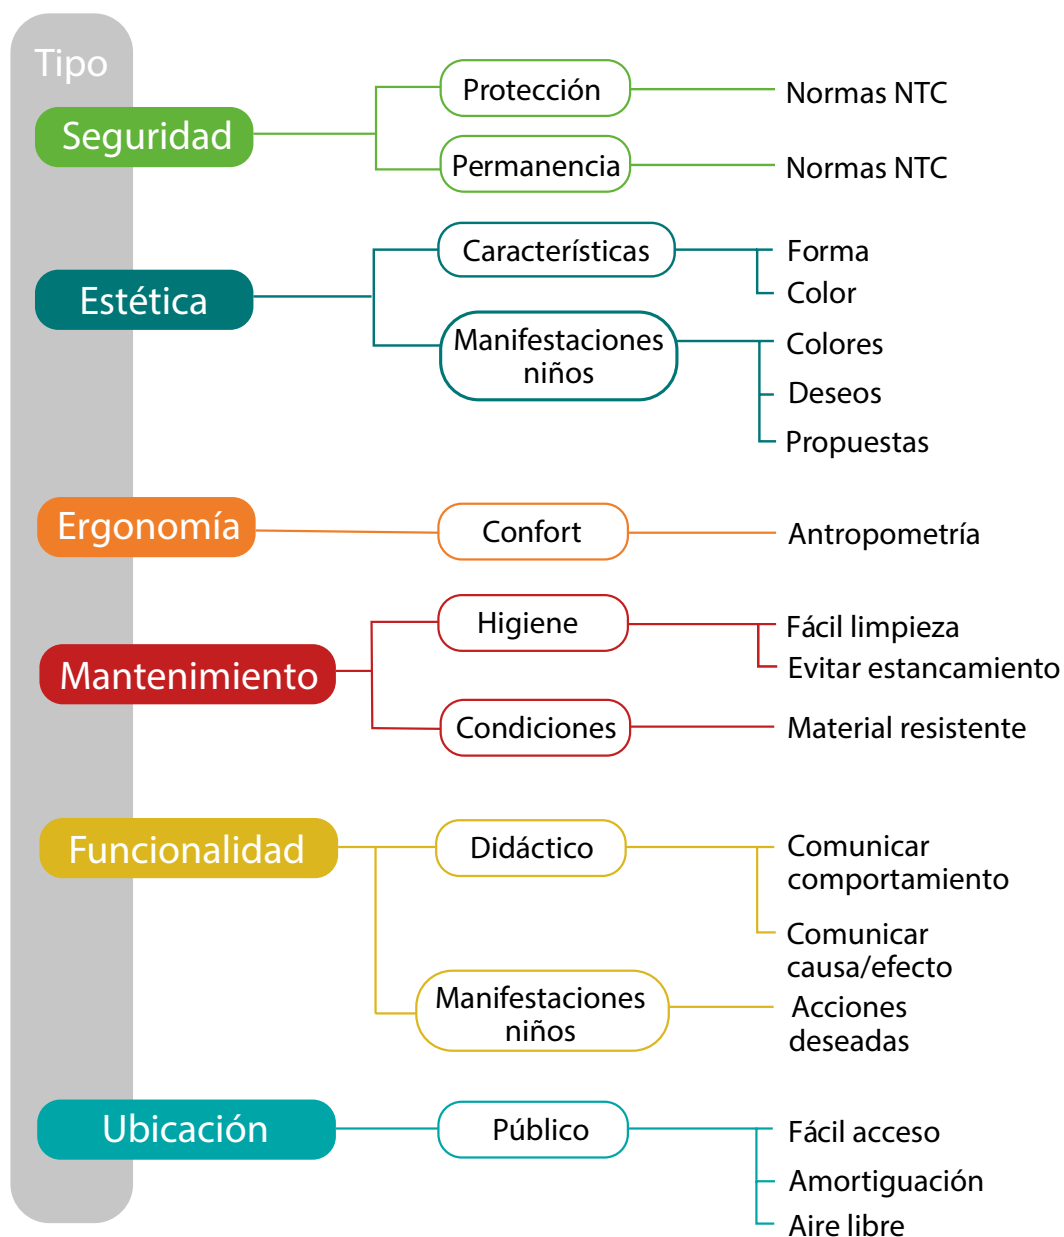 Tipo
Seguridad
Protección
Normas NTC
Permanencia
Normas NTC
Estética
Características
Forma
Color
Manifestaciones
niños
Colores
Deseos
Propuestas
Ergonomía
Confort
Antropometría
Mantenimiento
Higiene
Fácil limpieza
Evitar estancamiento
Condiciones
Material resistente
Funcionalidad
Didáctico
Comunicar
comportamiento
Comunicar
causa/efecto
Manifestaciones
niños
Acciones
deseadas
Ubicación
Público
Fácil acceso
Amortiguación
Aire libre